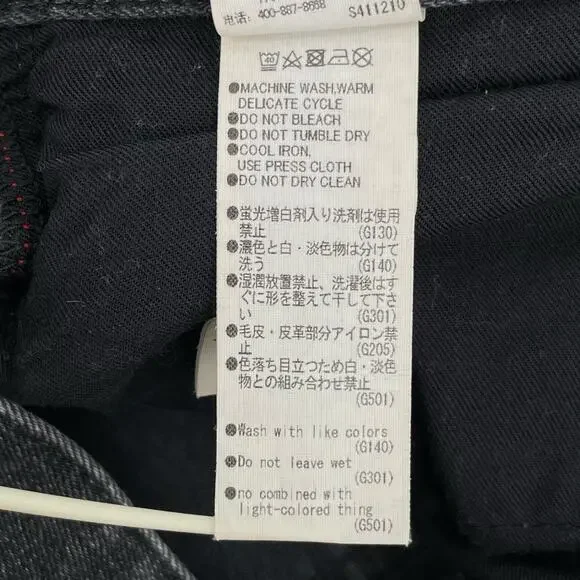 电话: 400-887-8668 S411210
40
●MACHINE WASH,WARM
DELICATE CYCLE
●DO NOT BLEACH
●DO NOT TUMBLE DRY
●COOL IRON,
USE PRESS CLOTH
●DO NOT DRY CLEAN
●蛍光増白剤入り洗剤は使用
禁止 (G130)
●濃色と白・淡色物は分けて
洗う (G140)
●湿潤放置禁止、洗濯後はす
ぐに形を整えて干して下さ
い (G301)
●毛皮・皮革部分アイロン禁
止 (G205)
●色落ち目立つため白・淡色
物との組み合わせ禁止
(G501)
●Wash with like colors
(G140)
●Do not leave wet
(G301)
●no combined with
light-colored thing
(G501)